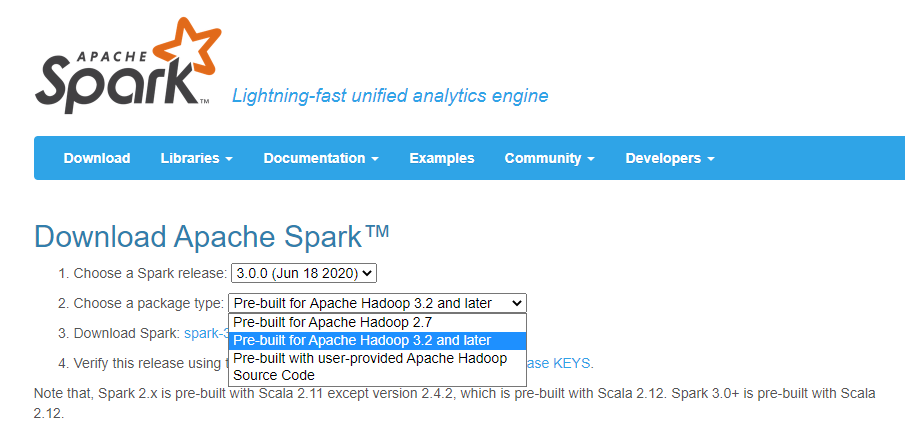 APACHE
Spark™
Lightning-fast unified analytics engine
Download Libraries Documentation Examples Community Developers
Download Apache Spark™
1. Choose a Spark release: 3.0.0 (Jun 18 2020)
2. Choose a package type: Pre-built for Apache Hadoop 3.2 and later
Pre-built for Apache Hadoop 2.7
3. Download Spark: spark-3
Pre-built for Apache Hadoop 3.2 and later
Pre-built with user-provided Apache Hadoop
4. Verify this release using ase KEYS.
Source Code
Note that, Spark 2.x is pre-built with Scala 2.11 except version 2.4.2, which is pre-built with Scala 2.12. Spark 3.0+ is pre-built with Scala
2.12.